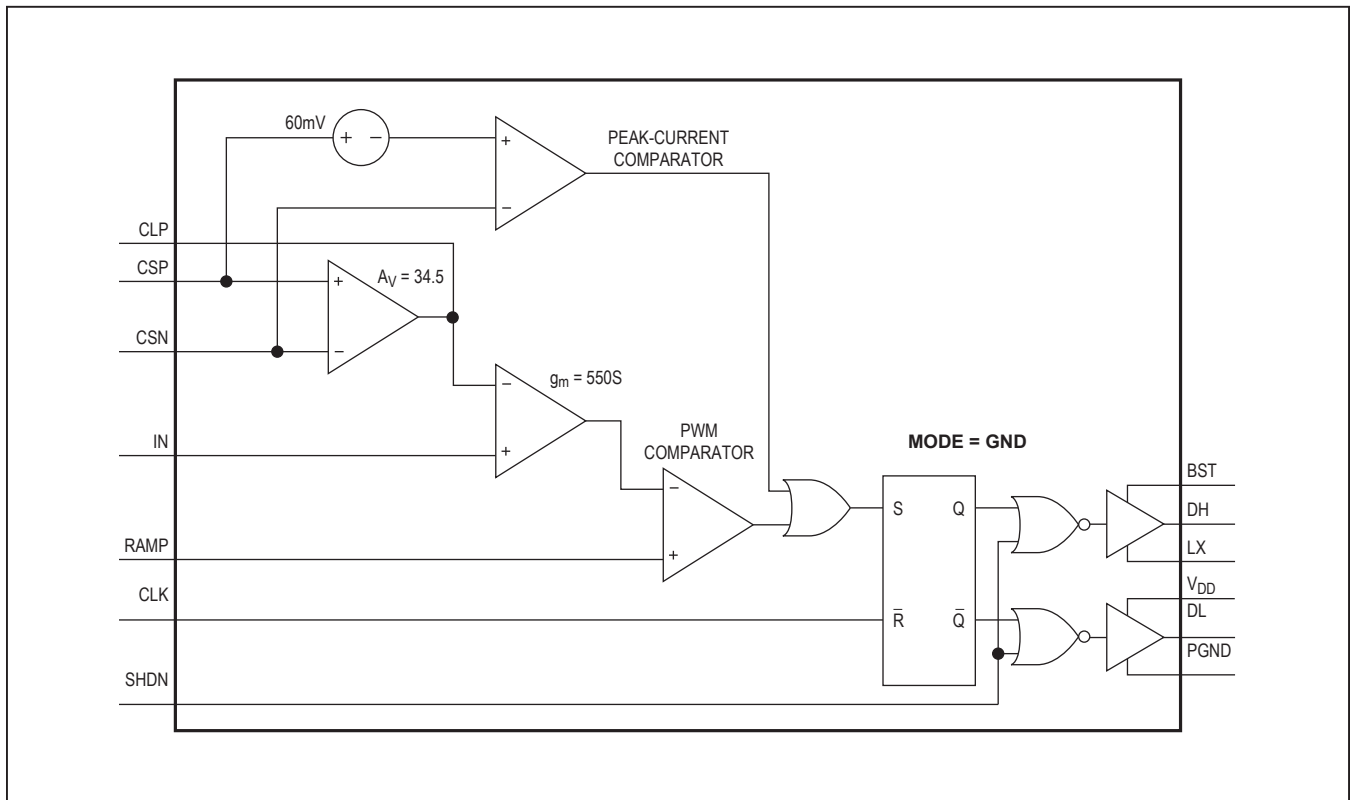 60mV
+ −
+
−
PEAK-CURRENT
COMPARATOR
CLP
CSP
CSN
+
−
A_V = 34.5
−
+
g_m = 550S
IN
PWM
COMPARATOR
−
+
MODE = GND
RAMP
CLK
SHDN
S Q
R̅ Q̅
BST
DH
LX
V_DD
DL
PGND